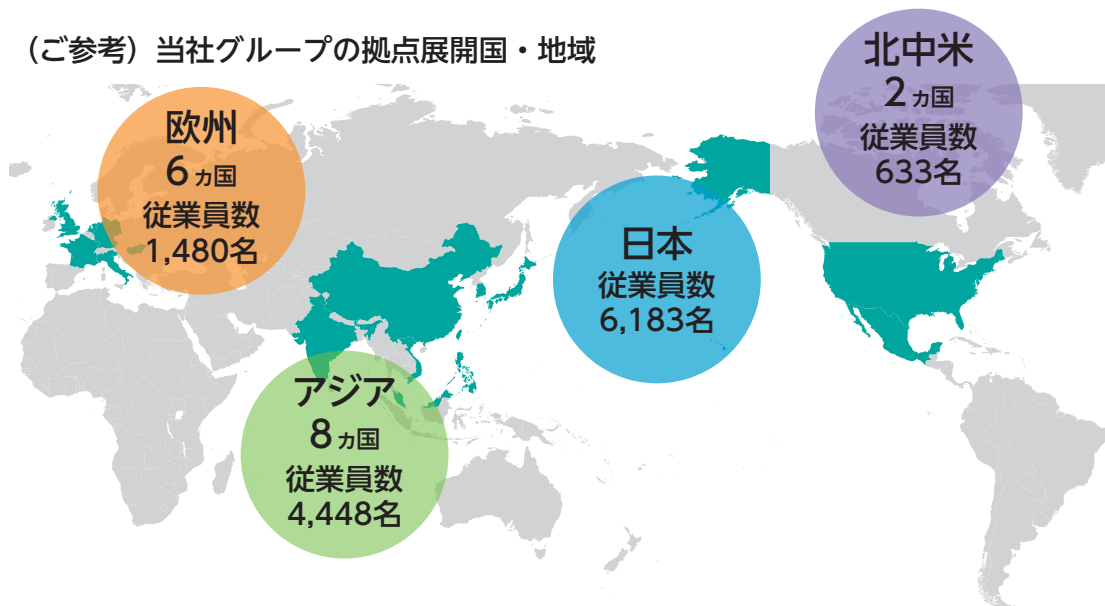 （ご参考）当社グループの拠点展開国・地域
欧州
6ヵ国
従業員数
1,480名
アジア
8ヵ国
従業員数
4,448名
日本
従業員数
6,183名
北中米
2ヵ国
従業員数
633名